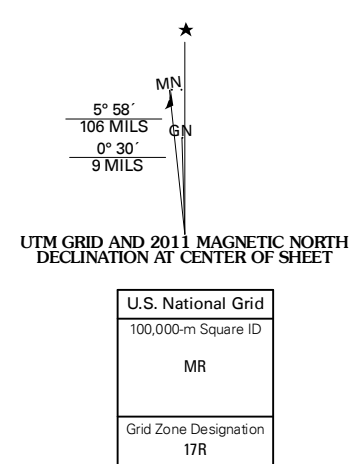 ★
MN
5° 58´
106 MILS
GN
0° 30´
9 MILS
UTM GRID AND 2011 MAGNETIC NORTH
DECLINATION AT CENTER OF SHEET
U.S. National Grid
100,000-m Square ID
MR
Grid Zone Designation
17R